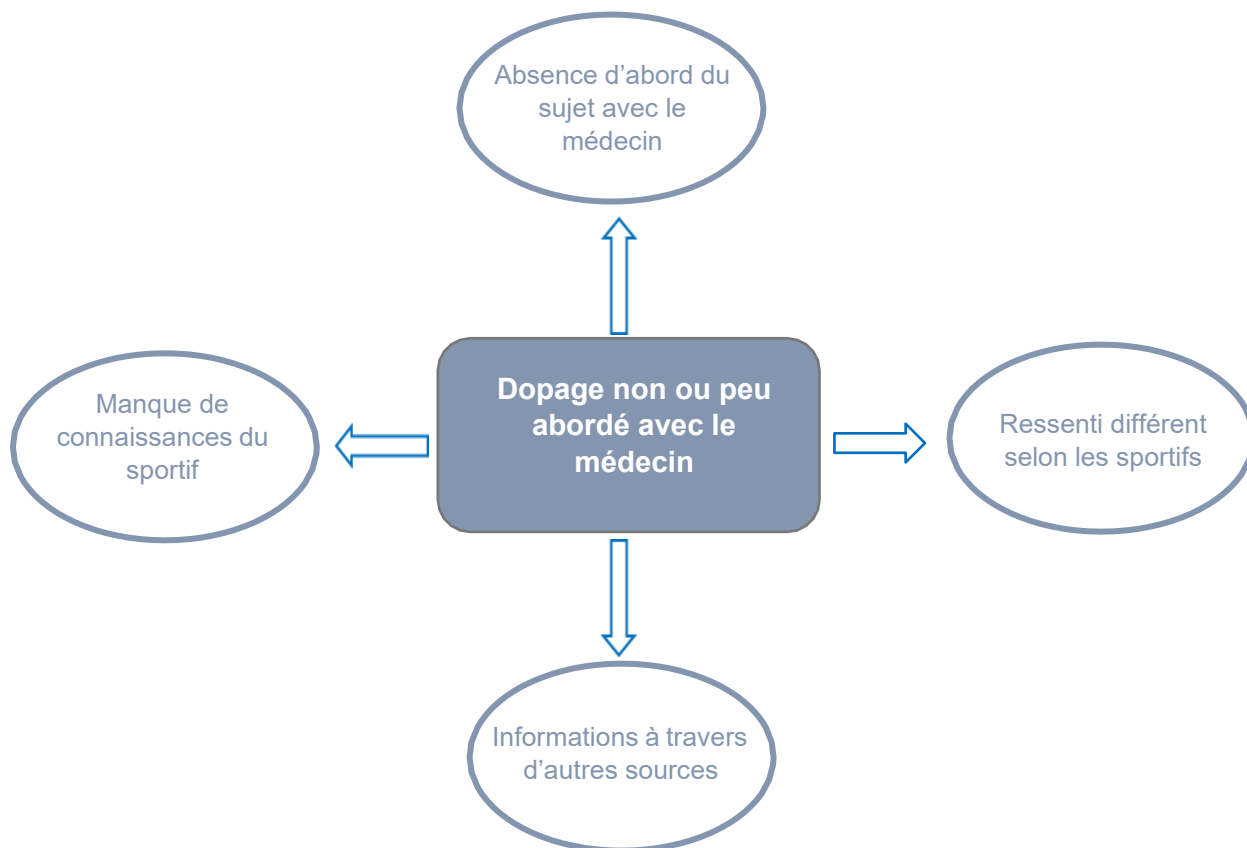 Absence d’abord du
sujet avec le
médecin
Manque de
connaissances du
sportif
Dopage non ou peu
abordé avec le
médecin
Ressenti différent
selon les sportifs
Informations à travers
d’autres sources